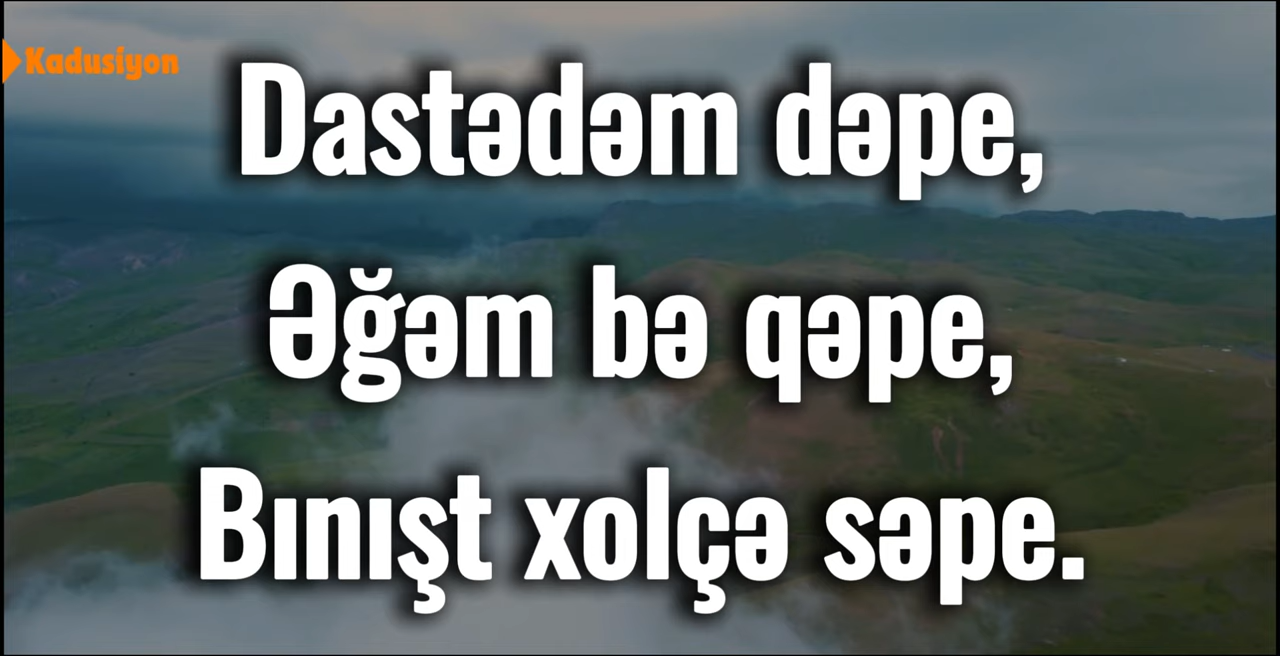 Kadusiyon
Dastədəm dəpe,
Əğəm bə qəpe,
Bınışt xolçə səpe.